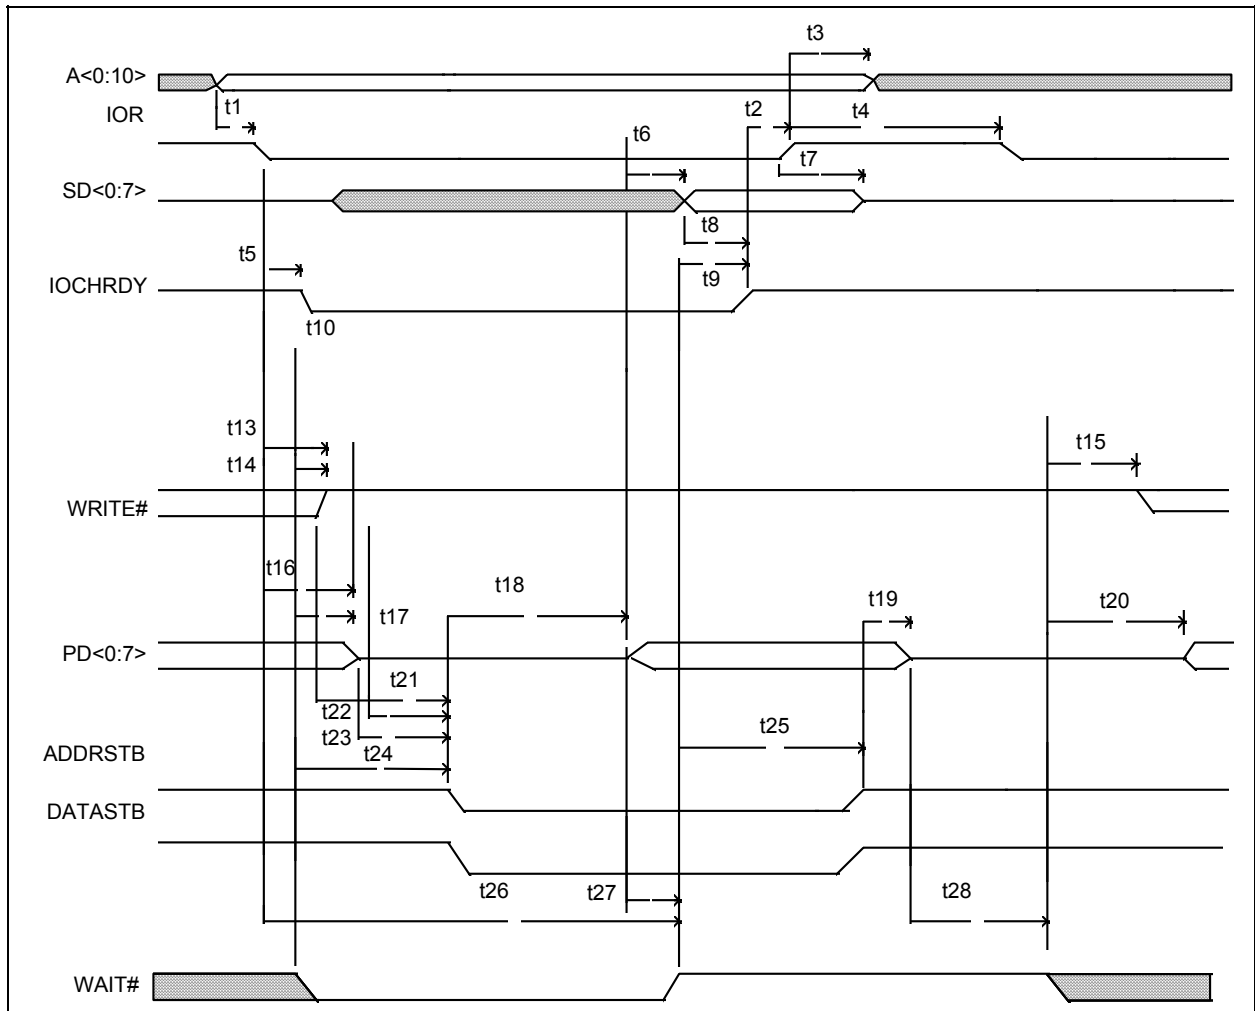 t3
A<0:10>
t1
t2
t4
IOR
t6
t7
SD<0:7>
t8
t5
t9
IOCHRDY
t10
t13
t15
t14
WRITE#
t16
t18
t17
t19
t20
PD<0:7>
t21
t22
t25
t23
ADDRSTB
t24
DATASTB
t26
t27
t28
WAIT#